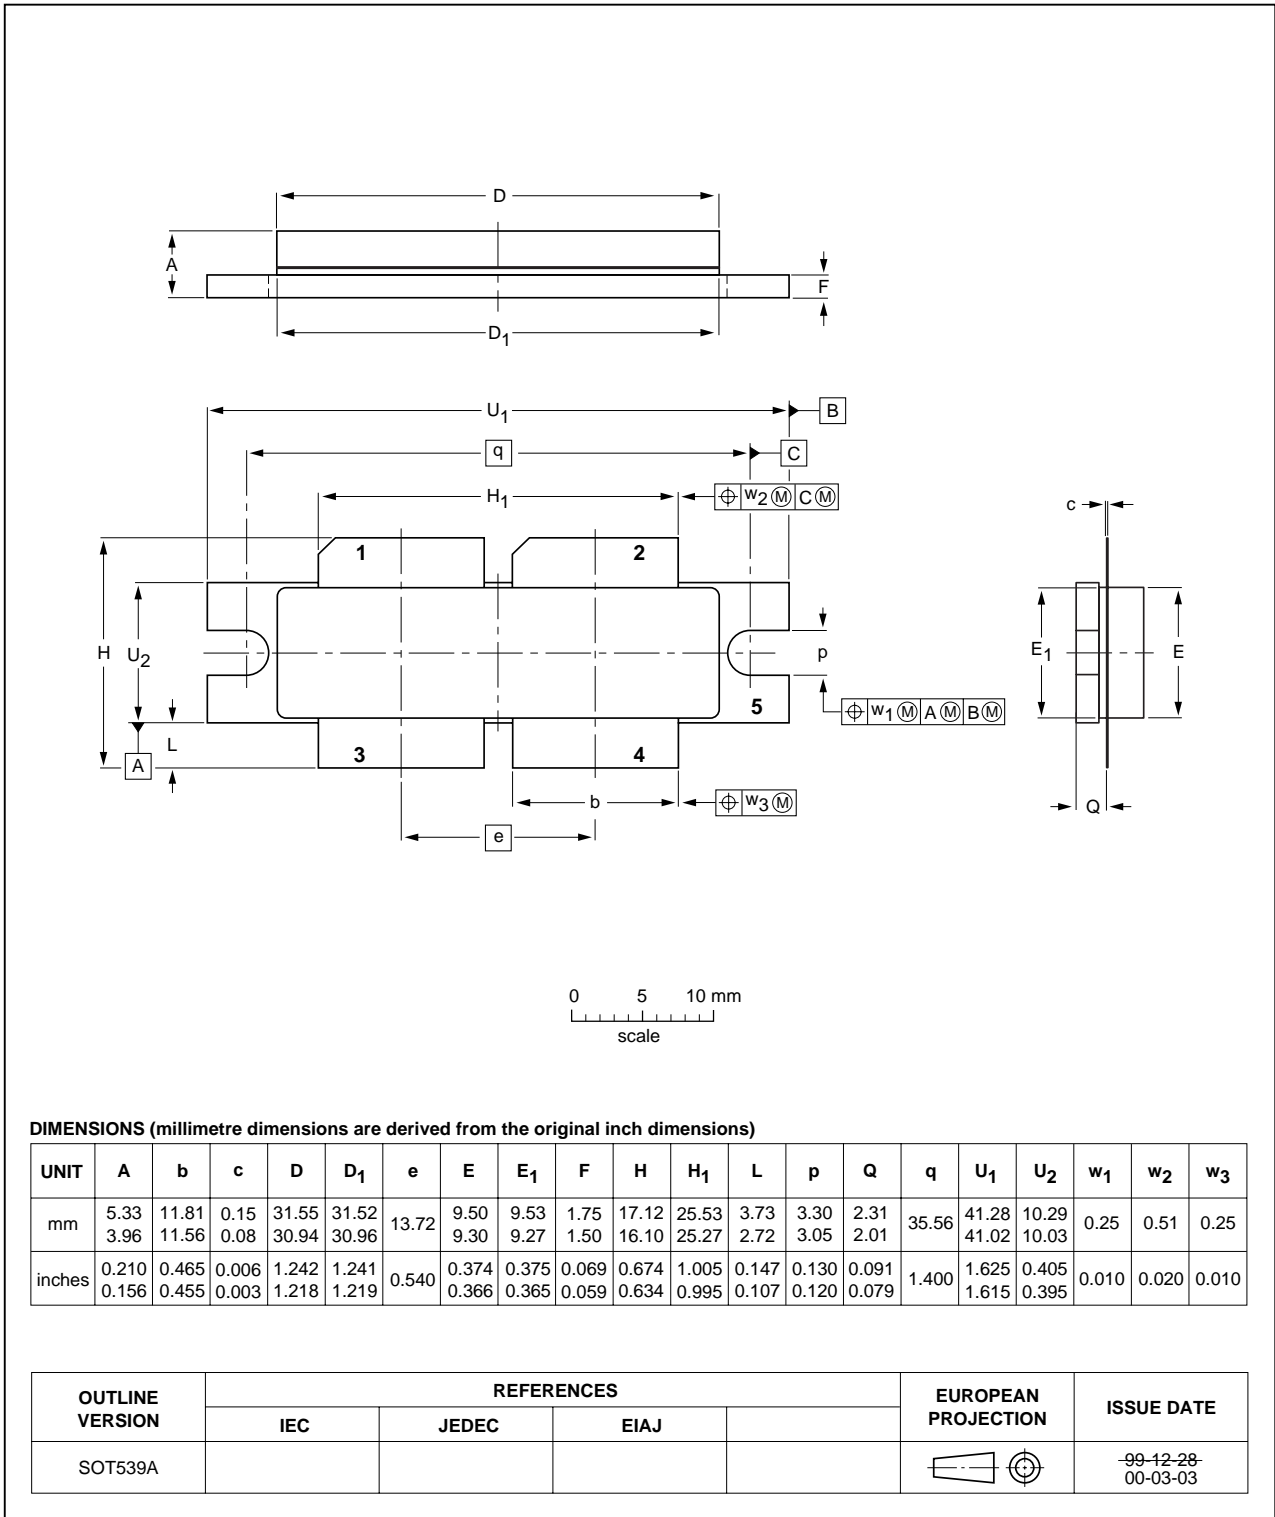 D
A
F
D1
U1
B
q
C
H1
w2 Ⓜ C Ⓜ
c
1 2
H
U2
p
E1
E
5
w1 Ⓜ A Ⓜ B Ⓜ
L
A
3 4
b
w3 Ⓜ
Q
e
0 5 10 mm
scale
DIMENSIONS (millimetre dimensions are derived from the original inch dimensions)
UNIT A b c D D1 e E E1 F H H1 L p Q q U1 U2 w1 w2 w3
mm 5.33 3.96 11.81 11.56 0.15 0.08 31.55 30.94 31.52 30.96 13.72 9.50 9.30 9.53 9.27 1.75 1.50 17.12 16.10 25.53 25.27 3.73 2.72 3.30 3.05 2.31 2.01 35.56 41.28 41.02 10.29 10.03 0.25 0.51 0.25
inches 0.210 0.156 0.465 0.455 0.006 0.003 1.242 1.218 1.241 1.219 0.540 0.374 0.366 0.375 0.365 0.069 0.059 0.674 0.634 1.005 0.995 0.147 0.107 0.130 0.120 0.091 0.079 1.400 1.625 1.615 0.405 0.395 0.010 0.020 0.010
OUTLINE VERSION
REFERENCES
EUROPEAN PROJECTION
ISSUE DATE
IEC JEDEC EIAJ
SOT539A
99-12-28
00-03-03